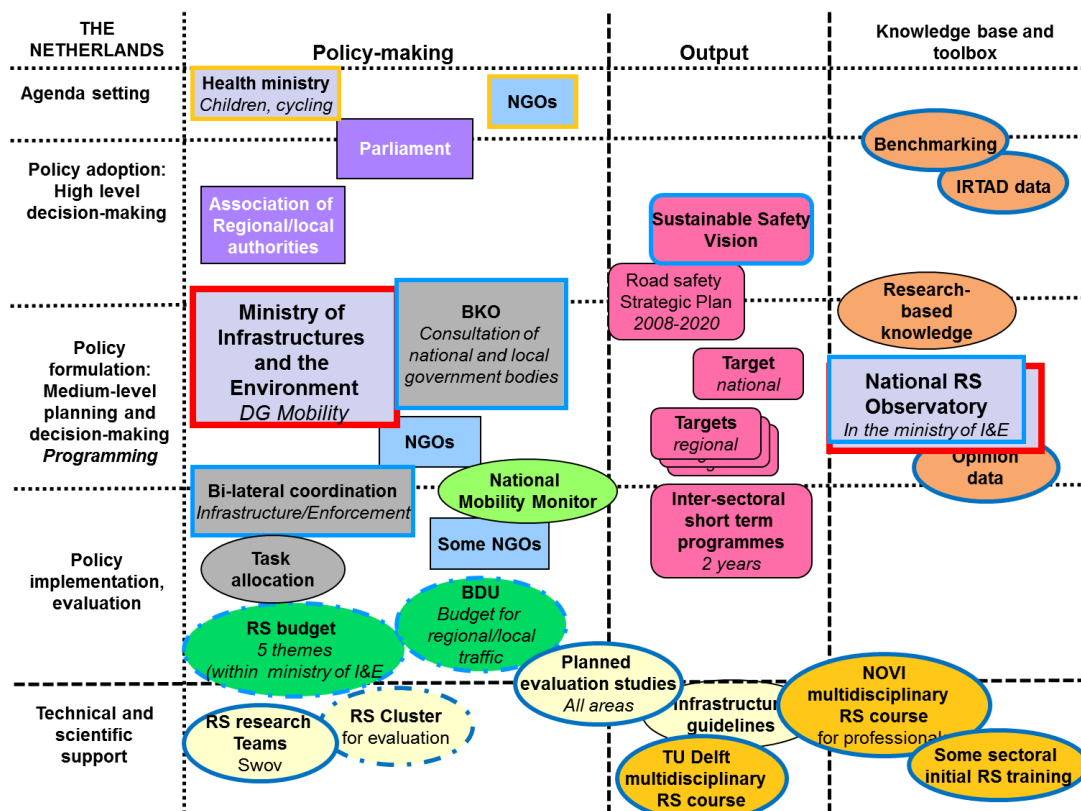 THE
NETHERLANDS
Policy-making
Output
Knowledge base and
toolbox
Agenda setting
Health ministry
Children, cycling
NGOs
Parliament
Benchmarking
IRTAD data
Policy adoption:
High level
decision-making
Association of
Regional/local
authorities
Sustainable Safety
Vision
Road safety
Strategic Plan
2008-2020
Research-
based
knowledge
Policy
formulation:
Medium-level
planning and
decision-making
Programming
Ministry of
Infrastructures
and the
Environment
DG Mobility
BKO
Consultation of
national and local
government bodies
Target
national
National RS
Observatory
In the ministry of I&E
NGOs
Targets
regional
Opinion
data
Bi-lateral coordination
Infrastructure/Enforcement
National
Mobility Monitor
Inter-sectoral
short term
programmes
2 years
Some NGOs
Policy
implementation,
evaluation
Task
allocation
BDU
Budget for
regional/local
traffic
RS budget
5 themes
(within ministry of I&E
Planned
evaluation studies
All areas
NOVI
multidisciplinary
RS course
for professional
Technical and
scientific
support
RS research
Teams
Swov
RS Cluster
for evaluation
Infrastructure
guidelines
TU Delft
multidisciplinary
RS course
Some sectoral
initial RS training